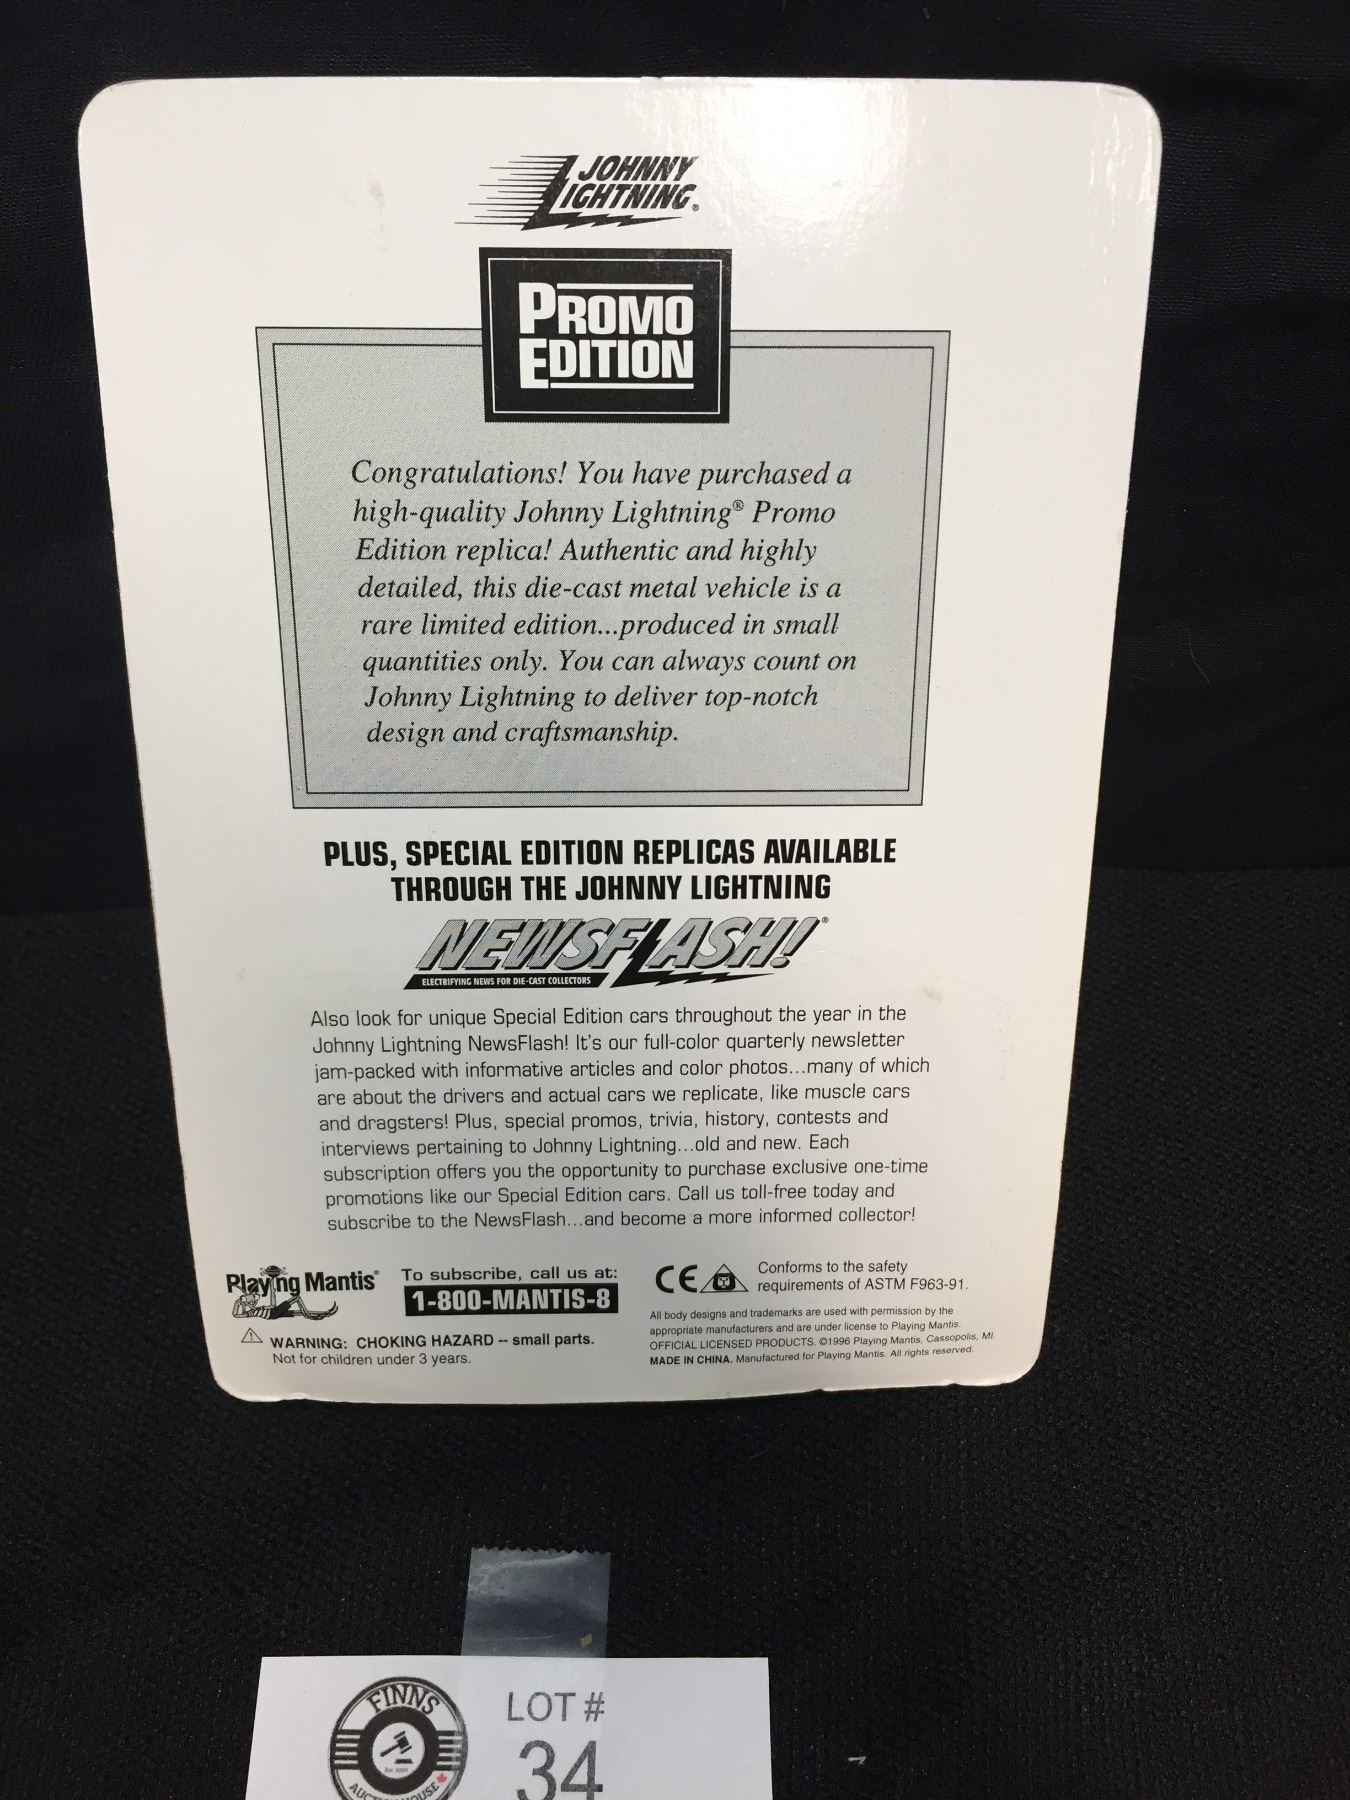 JOHNNY
LIGHTNING®
PROMO
EDITION
Congratulations! You have purchased a
high-quality Johnny Lightning® Promo
Edition replica! Authentic and highly
detailed, this die-cast metal vehicle is a
rare limited edition...produced in small
quantities only. You can always count on
Johnny Lightning to deliver top-notch
design and craftsmanship.
PLUS, SPECIAL EDITION REPLICAS AVAILABLE
THROUGH THE JOHNNY LIGHTNING
NEWSFLASH!®
ELECTRIFYING NEWS FOR DIE-CAST COLLECTORS
Also look for unique Special Edition cars throughout the year in the
Johnny Lightning NewsFlash! It's our full-color quarterly newsletter
jam-packed with informative articles and color photos...many of which
are about the drivers and actual cars we replicate, like muscle cars
and dragsters! Plus, special promos, trivia, history, contests and
interviews pertaining to Johnny Lightning...old and new. Each
subscription offers you the opportunity to purchase exclusive one-time
promotions like our Special Edition cars. Call us toll-free today and
subscribe to the NewsFlash...and become a more informed collector!
Playing Mantis®
To subscribe, call us at:
1-800-MANTIS-8
WARNING: CHOKING HAZARD -- small parts.
Not for children under 3 years.
CE
Conforms to the safety
requirements of ASTM F963-91.
All body designs and trademarks are used with permission by the
appropriate manufacturers and are under license to Playing Mantis.
OFFICIAL LICENSED PRODUCTS. ©1996 Playing Mantis, Cassopolis, MI.
MADE IN CHINA. Manufactured for Playing Mantis. All rights reserved.
FINNS
AUCTION HOUSE
LOT #
34